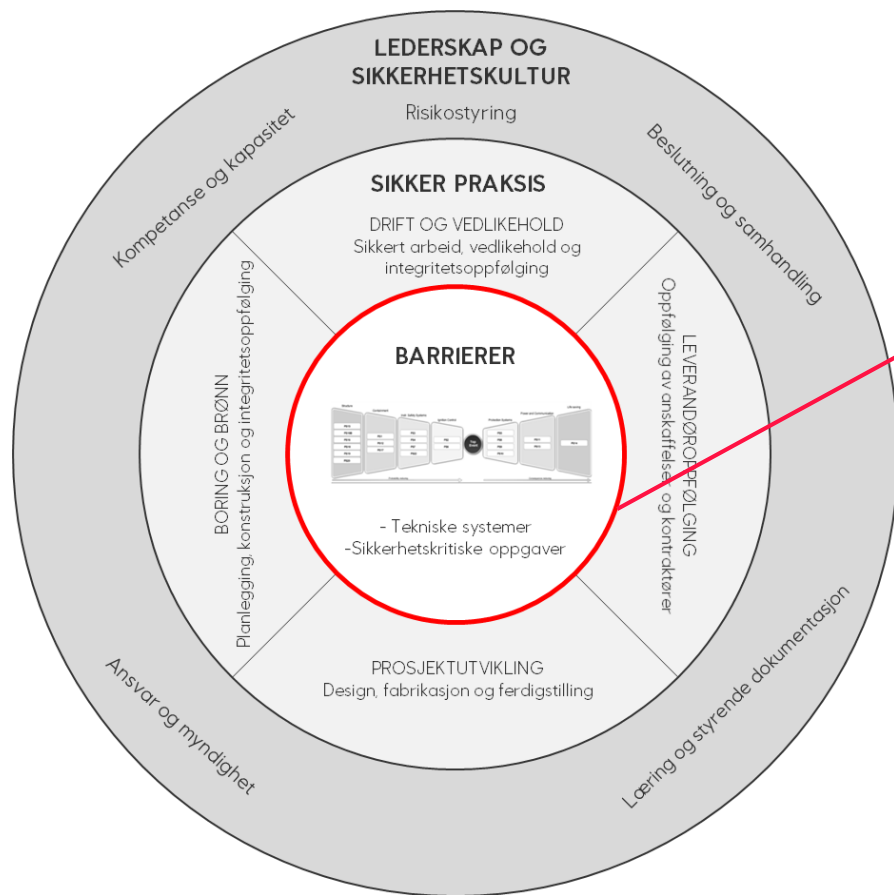 LEDERSKAP OG
SIKKERHETSKULTUR
Risikostyring
Kompetanse og kapasitet
Beslutning og samhandling
SIKKER PRAKSIS
DRIFT OG VEDLIKEHOLD
Sikkert arbeid, vedlikehold og
integritetsoppfølging
BORING OG BRØNN
Planlegging, konstruksjon og integritetsoppfølging
LEVERANDØROPPFØLGING
Oppfølging av anskaffelser og kontraktører
BARRIERER
- Tekniske systemer
-Sikkerhetskritiske oppgaver
PROSJEKTUTVIKLING
Design, fabrikasjon og ferdigstilling
Ansvar og myndighet
Læring og styrende dokumentasjon